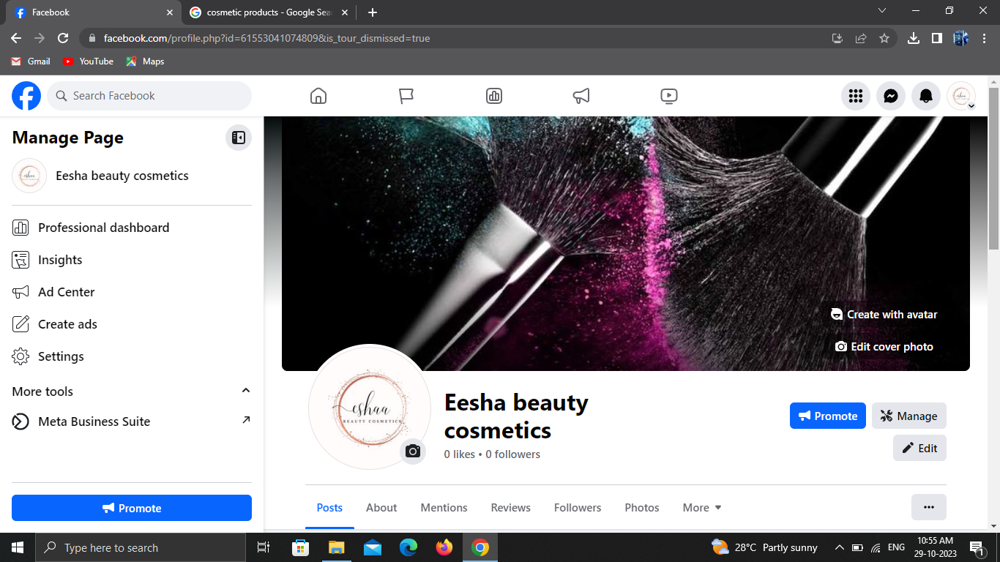 Facebook
cosmetic products - Google Sea
facebook.com/profile.php?id=61553041074809&is_tour_dismissed=true
Gmail
YouTube
Maps
Search Facebook
Manage Page
Eesha beauty cosmetics
Professional dashboard
Insights
Ad Center
Create ads
Settings
More tools
Meta Business Suite
Promote
Create with avatar
Edit cover photo
eshaa
BEAUTY COSMETICS
Eesha beauty
cosmetics
0 likes • 0 followers
Promote
Manage
Edit
Posts About Mentions Reviews Followers Photos More
Type here to search
28°C Partly sunny
ENG
10:55 AM
29-10-2023
1